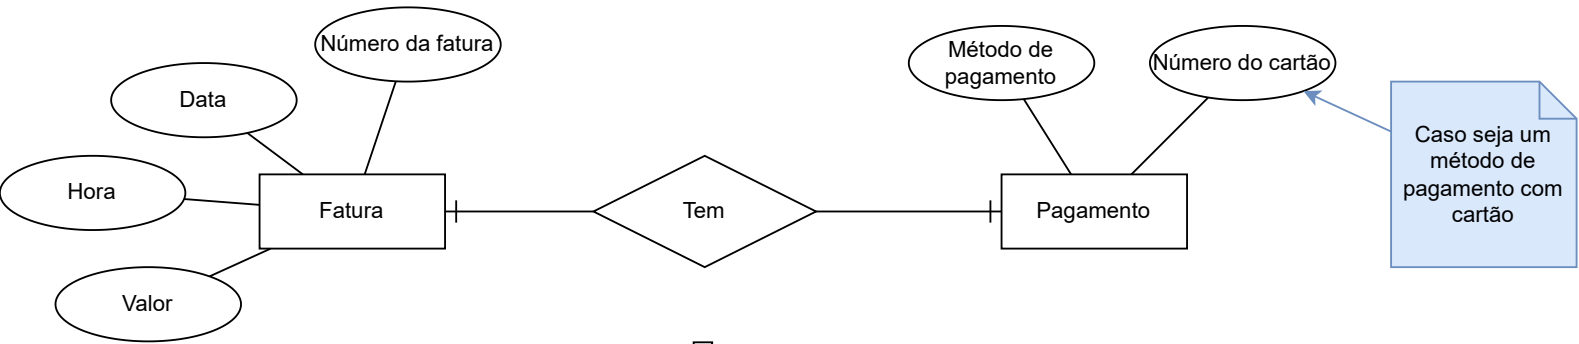 Número da fatura
Data
Hora
Valor
Fatura
Tem
Método de
pagamento
Número do cartão
Pagamento
Caso seja um
método de
pagamento com
cartão